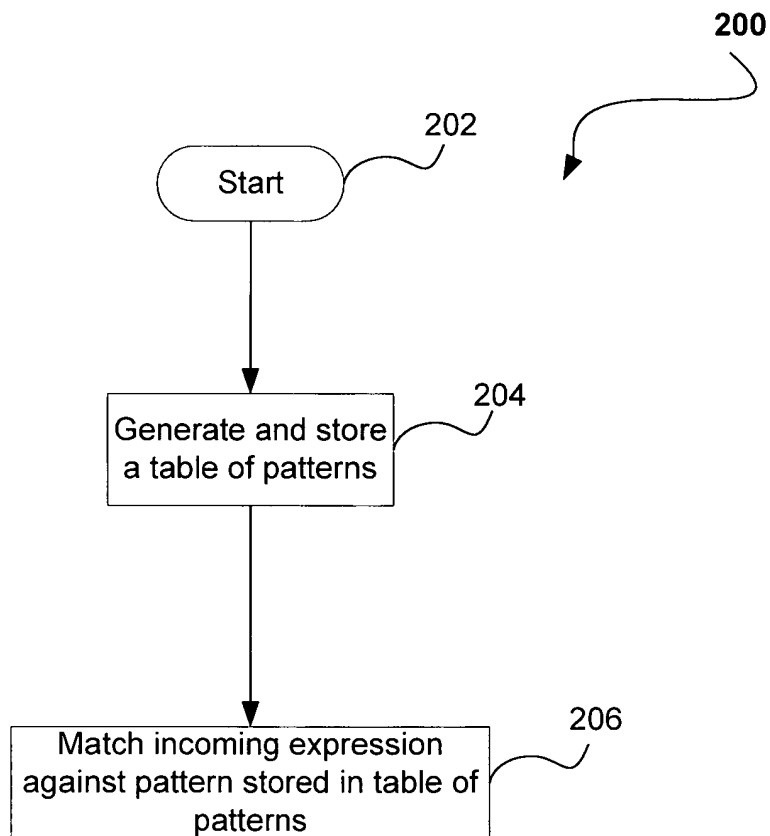 200
202
Start
204
Generate and store
a table of patterns
206
Match incoming expression
against pattern stored in table of
patterns